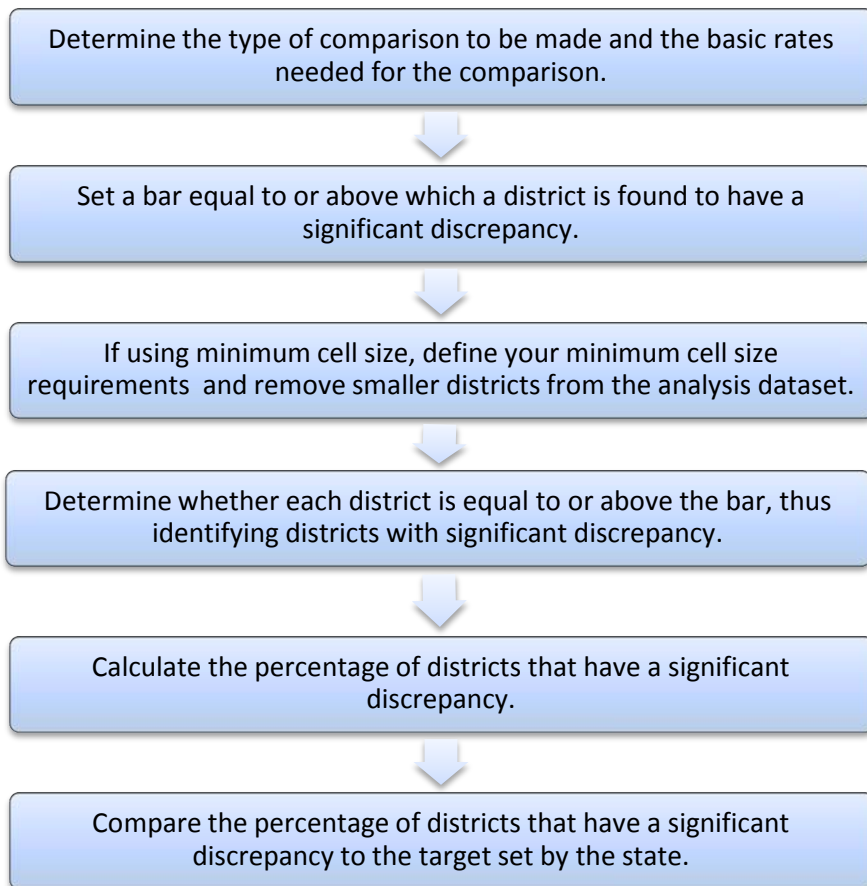 Determine the type of comparison to be made and the basic rates
needed for the comparison.
Set a bar equal to or above which a district is found to have a
significant discrepancy.
If using minimum cell size, define your minimum cell size
requirements  and remove smaller districts from the analysis dataset.
Determine whether each district is equal to or above the bar, thus
identifying districts with significant discrepancy.
Calculate the percentage of districts that have a significant
discrepancy.
Compare the percentage of districts that have a significant
discrepancy to the target set by the state.